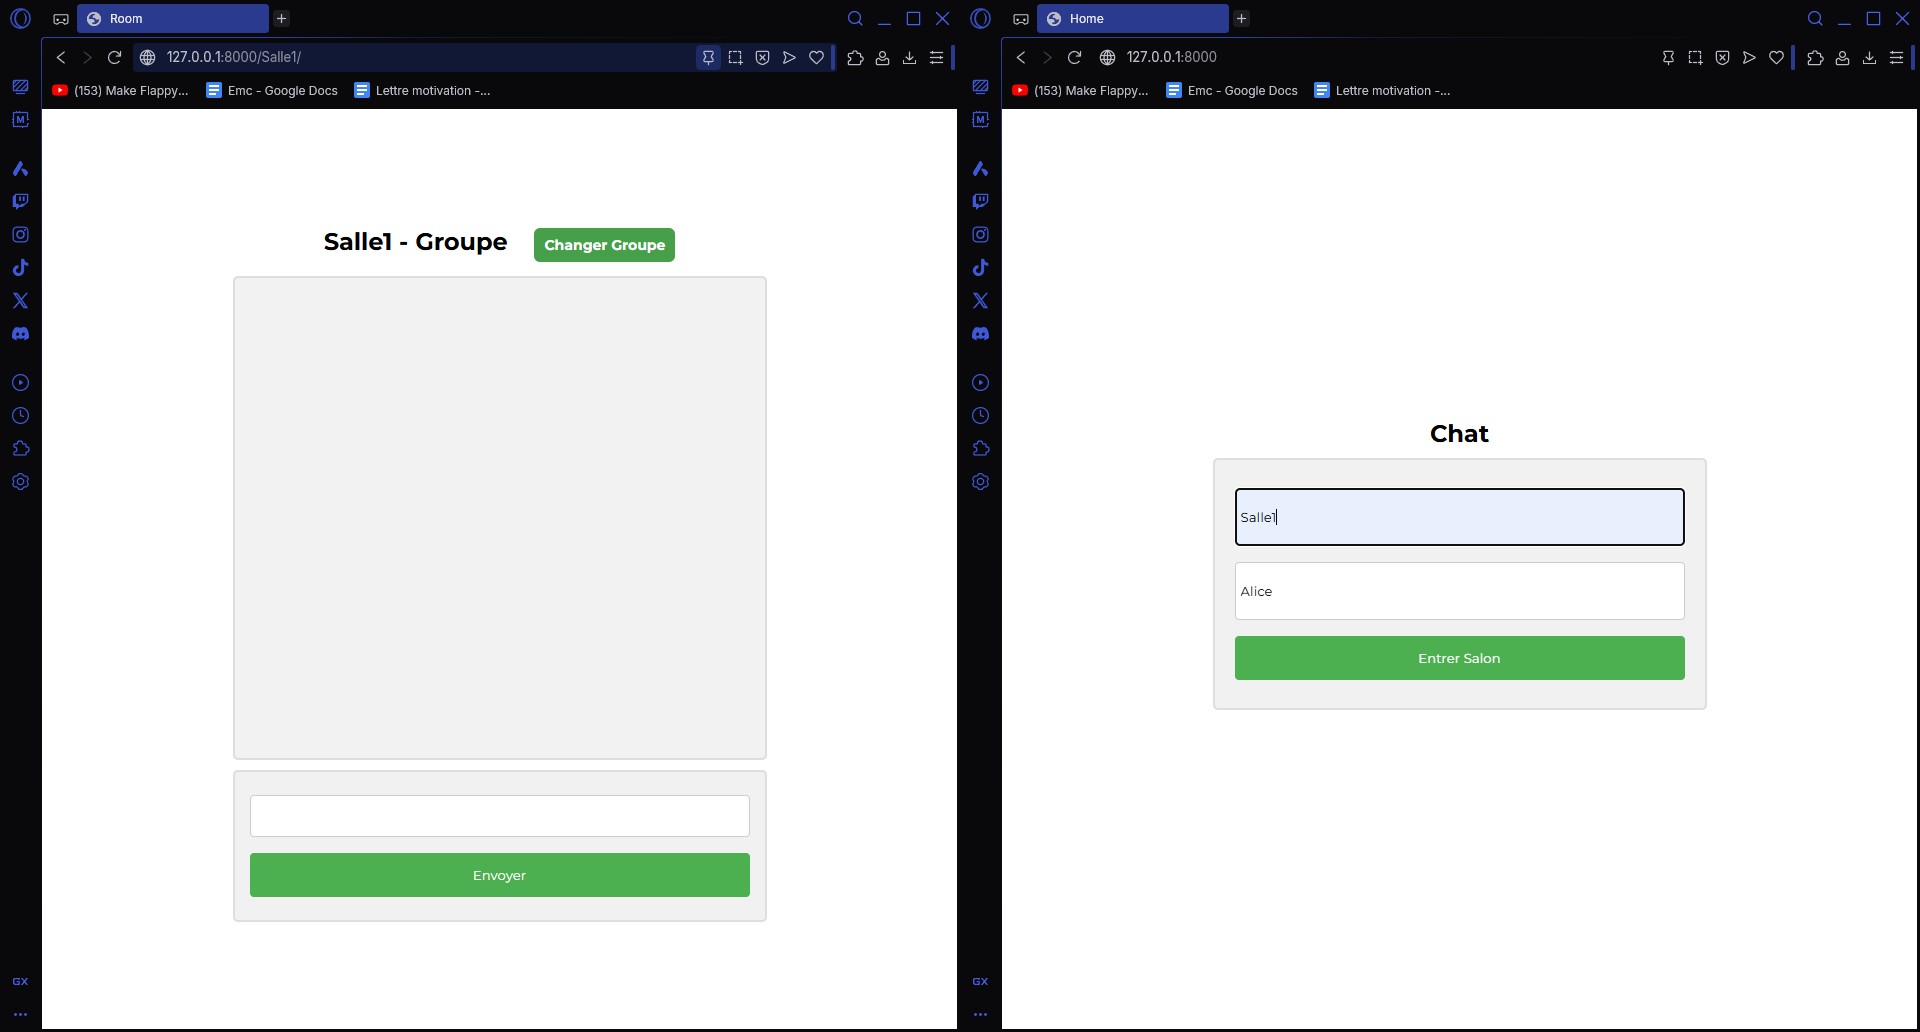 Room
127.0.0.1:8000/Salle1/
(153) Make Flappy...
Emc - Google Docs
Lettre motivation -...
M
Salle1 - Groupe
Changer Groupe
Envoyer
GX
Home
127.0.0.1:8000
(153) Make Flappy...
Emc - Google Docs
Lettre motivation -...
M
Chat
Salle1
Alice
Entrer Salon
GX